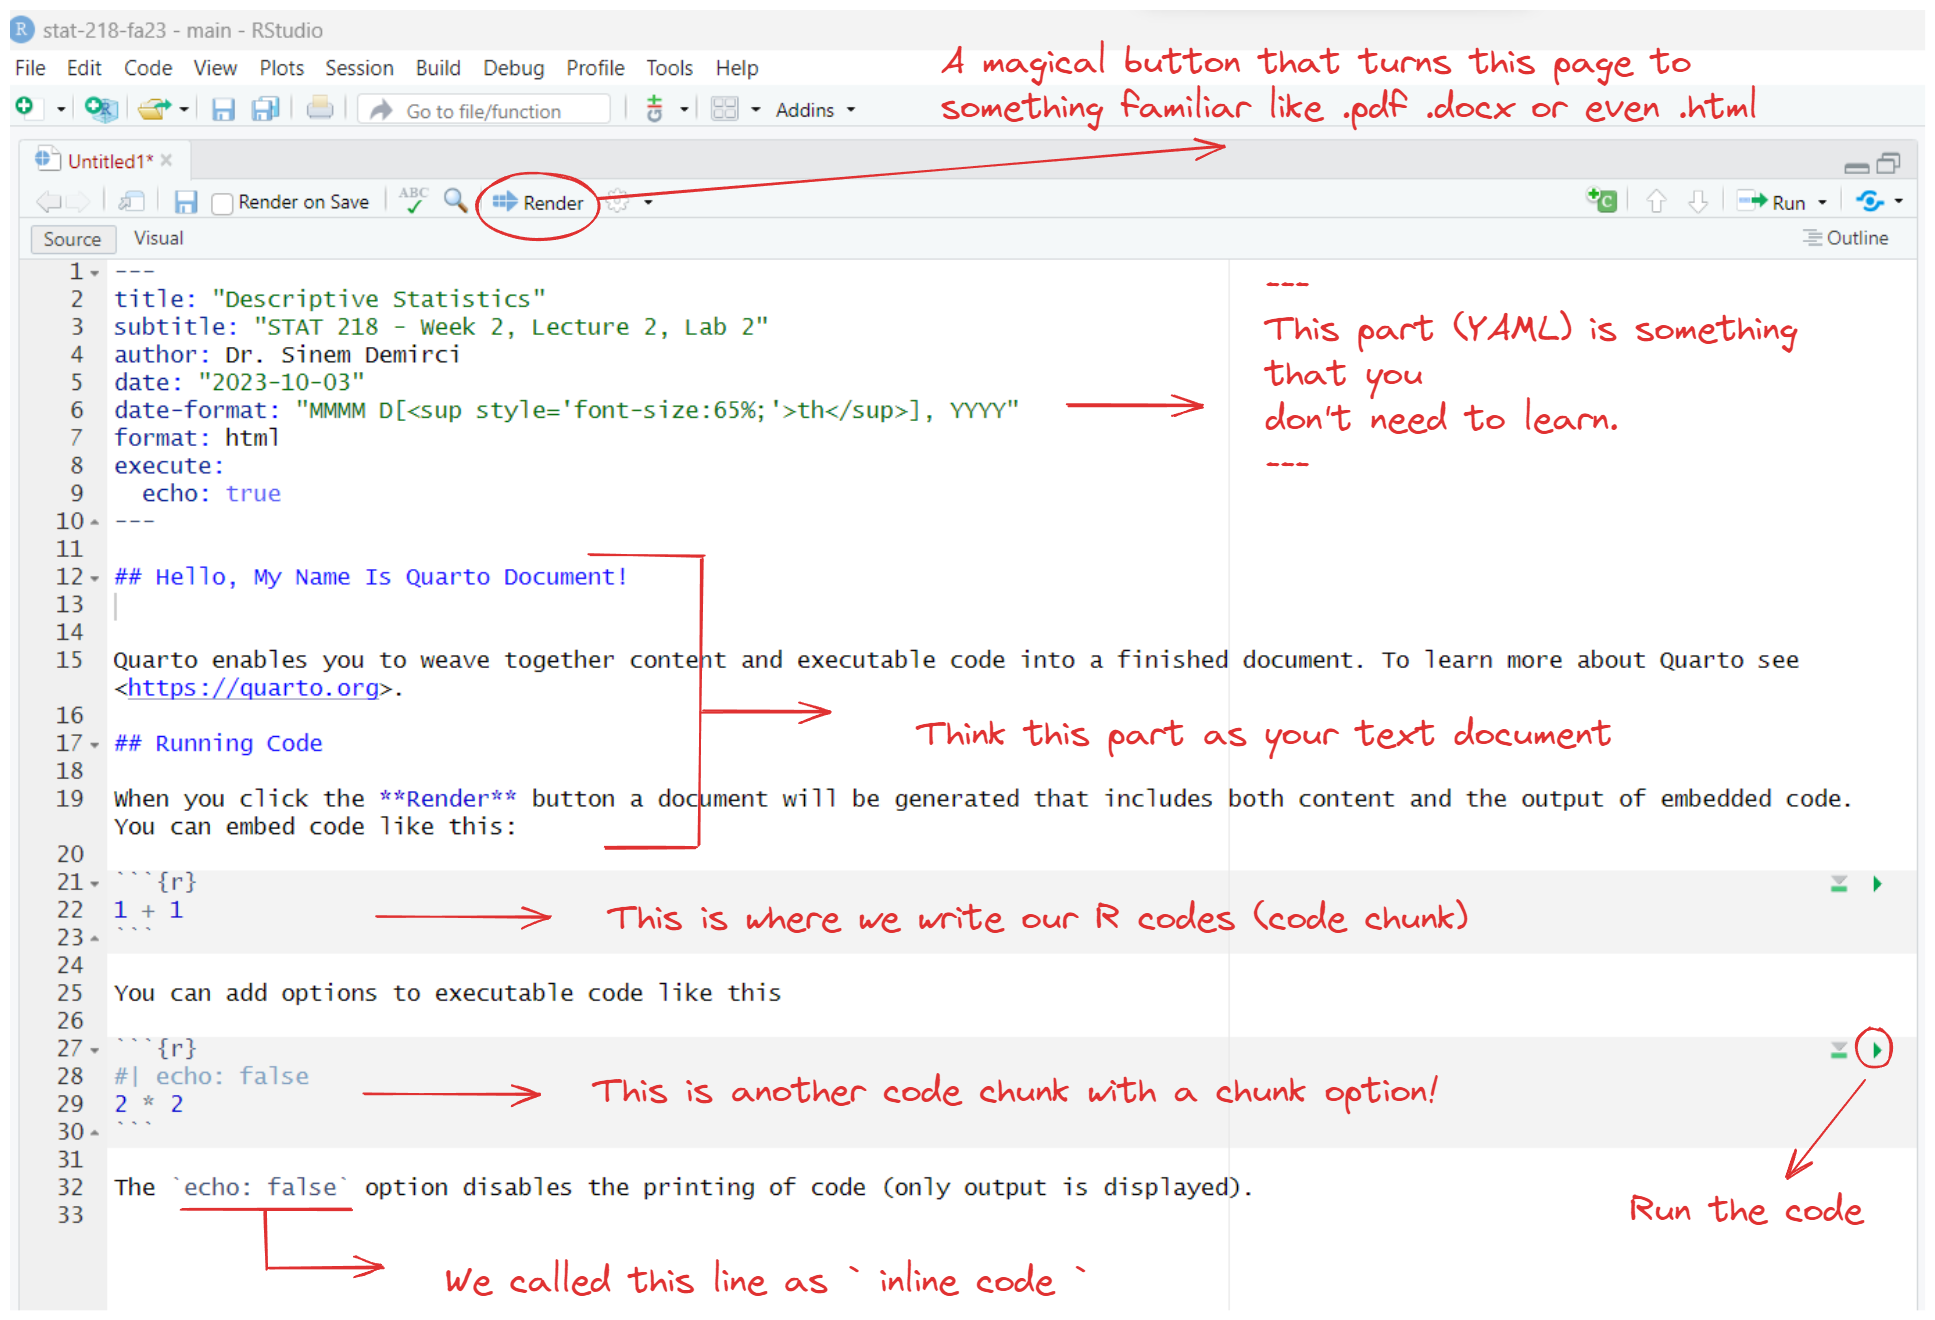 stat-218-fa23 - main - RStudio
File Edit Code View Plots Session Build Debug Profile Tools Help
A magical button that turns this page to
something familiar like .pdf .docx or even .html
Go to file/function Addins
Untitled1*
Render on Save ABC Render Run
Source Visual Outline
1 ---
2 title: "Descriptive Statistics"
3 subtitle: "STAT 218 - Week 2, Lecture 2, Lab 2"
4 author: Dr. Sinem Demirci
5 date: "2023-10-03"
6 date-format: "MMMM D[<sup style='font-size:65%;'>th</sup>], YYYY"
7 format: html
8 execute:
9   echo: true
10 ---
---
This part (YAML) is something
that you
don't need to learn.
---
11
12 ## Hello, My Name Is Quarto Document!
13
14
15 Quarto enables you to weave together content and executable code into a finished document. To learn more about Quarto see
<https://quarto.org>.
16
17 ## Running Code
Think this part as your text document
18
19 When you click the **Render** button a document will be generated that includes both content and the output of embedded code.
You can embed code like this:
20
21 ```{r}
22 1 + 1
This is where we write our R codes (code chunk)
23 ```
24
25 You can add options to executable code like this
26
27 ```{r}
28 #| echo: false
This is another code chunk with a chunk option!
29 2 * 2
30 ```
31
32 The `echo: false` option disables the printing of code (only output is displayed).
33
Run the code
We called this line as ` inline code `